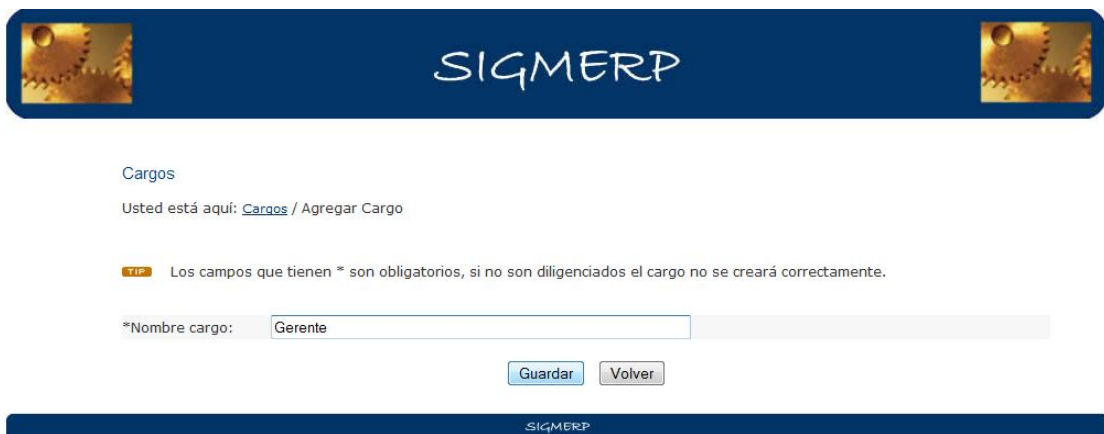 SIGMERP
Cargos
Usted está aquí: Cargos / Agregar Cargo
TIP Los campos que tienen * son obligatorios, si no son diligenciados el cargo no se creará correctamente.
*Nombre cargo: Gerente
Guardar Volver
SIGMERP